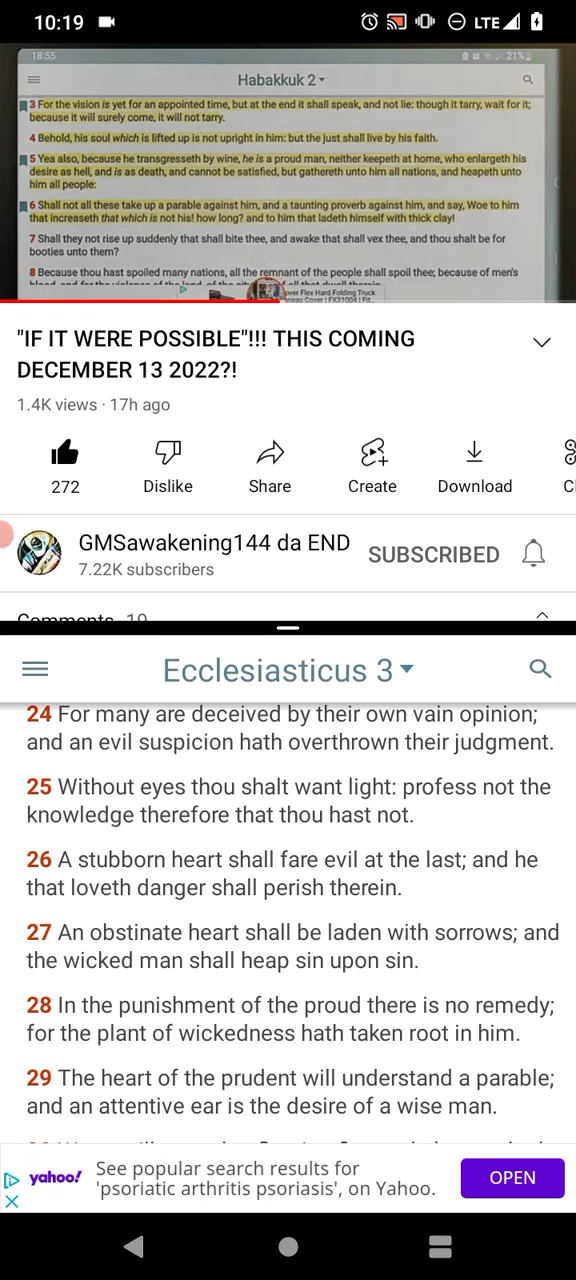 10:19 LTE
18:55 21%
Habakkuk 2
3 For the vision is yet for an appointed time, but at the end it shall speak, and not lie: though it tarry, wait for it;
because it will surely come, it will not tarry.
4 Behold, his soul which is lifted up is not upright in him: but the just shall live by his faith.
5 Yea also, because he transgresseth by wine, he is a proud man, neither keepeth at home, who enlargeth his
desire as hell, and is as death, and cannot be satisfied, but gathereth unto him all nations, and heapeth unto
him all people:
6 Shall not all these take up a parable against him, and a taunting proverb against him, and say, Woe to him
that increaseth that which is not his! how long? and to him that ladeth himself with thick clay!
7 Shall they not rise up suddenly that shall bite thee, and awake that shall vex thee, and thou shalt be for
booties unto them?
8 Because thou hast spoiled many nations, all the remnant of the people shall spoil thee; because of men's
over Flex Hard Folding Truck
neau Cover | FX31004 | Fit...
"IF IT WERE POSSIBLE"!!! THIS COMING
DECEMBER 13 2022?!
1.4K views · 17h ago
272 Dislike Share Create Download
GMSawakening144 da END
7.22K subscribers
SUBSCRIBED
Comments 19
Ecclesiasticus 3
24 For many are deceived by their own vain opinion;
and an evil suspicion hath overthrown their judgment.
25 Without eyes thou shalt want light: profess not the
knowledge therefore that thou hast not.
26 A stubborn heart shall fare evil at the last; and he
that loveth danger shall perish therein.
27 An obstinate heart shall be laden with sorrows; and
the wicked man shall heap sin upon sin.
28 In the punishment of the proud there is no remedy;
for the plant of wickedness hath taken root in him.
29 The heart of the prudent will understand a parable;
and an attentive ear is the desire of a wise man.
yahoo!
See popular search results for
'psoriatic arthritis psoriasis', on Yahoo.
OPEN